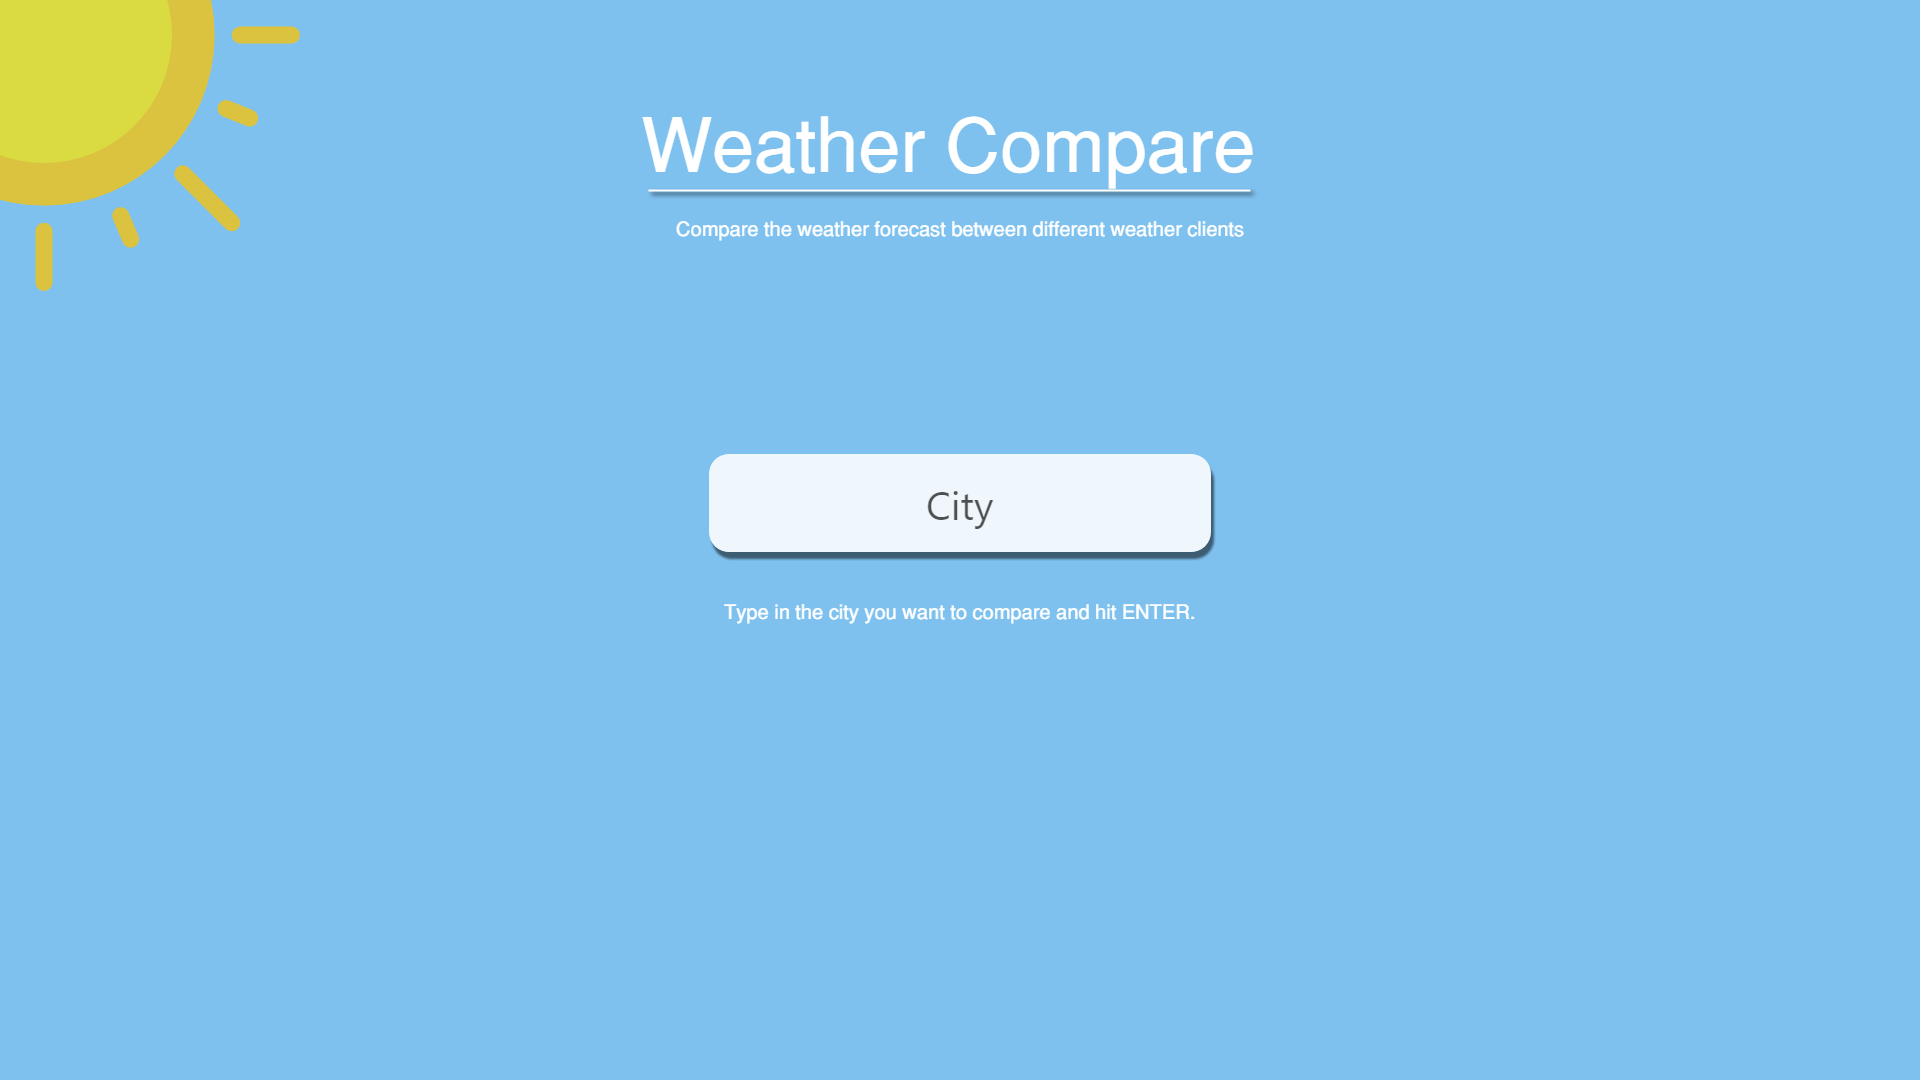 Weather Compare
Compare the weather forecast between different weather clients
City
Type in the city you want to compare and hit ENTER.